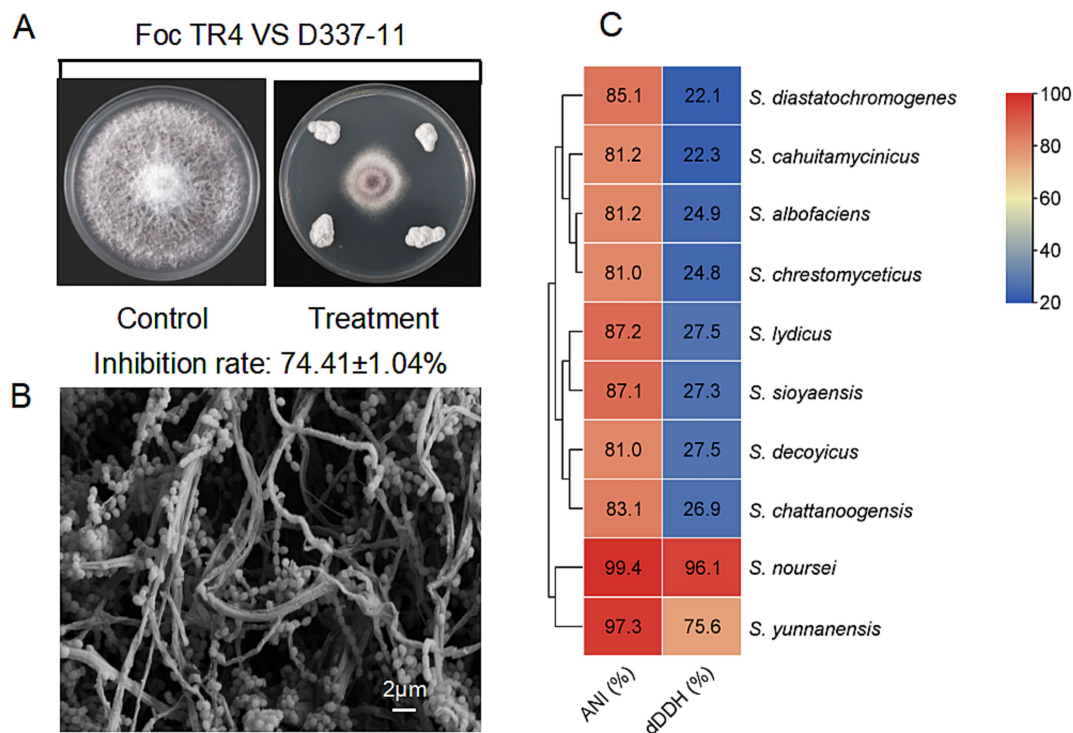 A
Foc TR4 VS D337-11
Control Treatment
Inhibition rate: 74.41±1.04%
B
2μm
C
85.1 22.1 S. diastatochromogenes
81.2 22.3 S. cahuitamycinicus
81.2 24.9 S. albofaciens
81.0 24.8 S. chrestomyceticus
87.2 27.5 S. lydicus
87.1 27.3 S. sioyaensis
81.0 27.5 S. decoyicus
83.1 26.9 S. chattanoogensis
99.4 96.1 S. noursei
97.3 75.6 S. yunnanensis
ANI (%) dDDH (%)
100
80
60
40
20